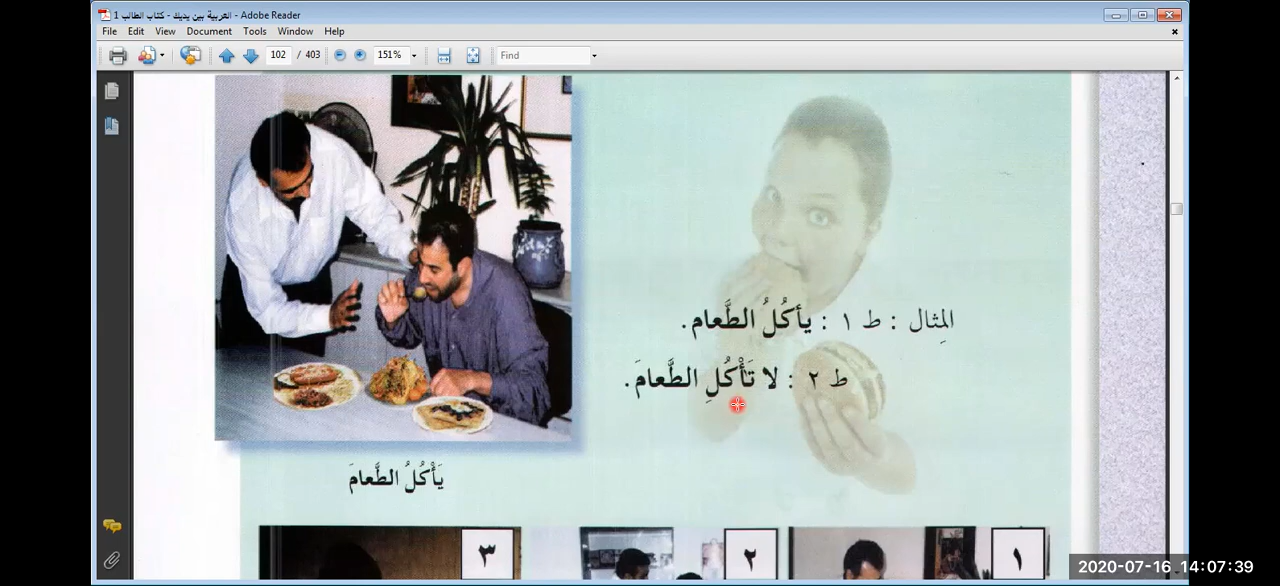 العربية بين يديك - كتاب الطالب 1 - Adobe Reader
File Edit View Document Tools Window Help
102 / 403 151% Find
المِثال : ط ١ : يأكُلُ الطَّعام .
ط ٢ : لا تَأْكُلِ الطَّعامَ .
يَأْكُلُ الطَّعامَ
٣ ٢ ١
2020-07-16 14:07:39